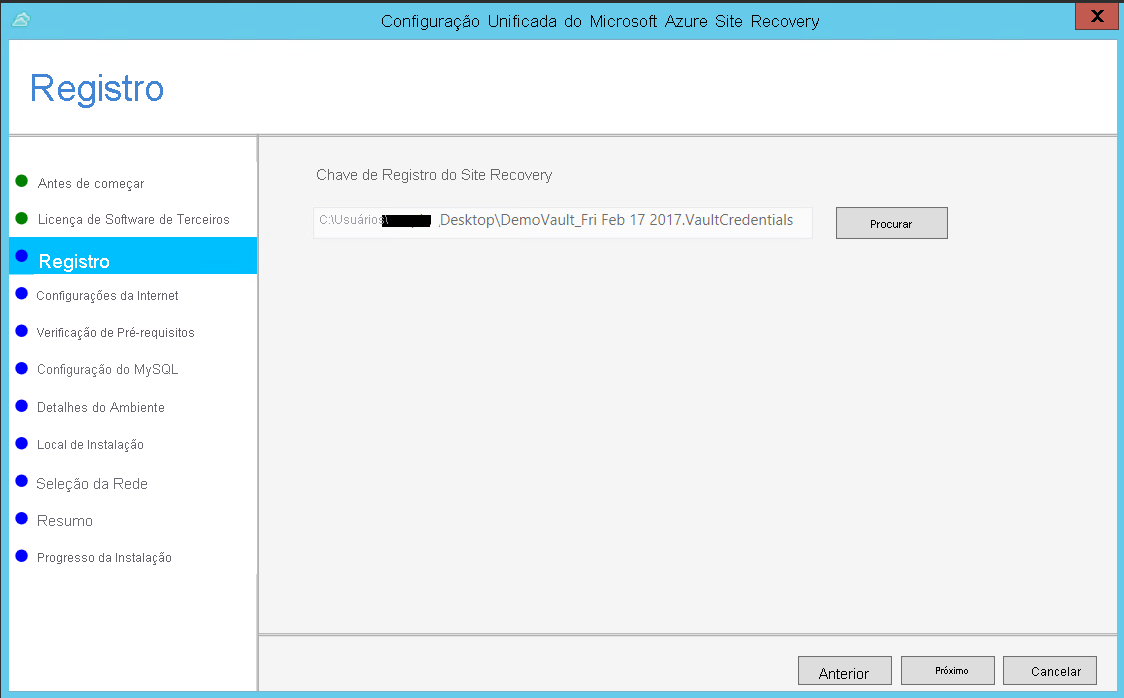 Configuração Unificada do Microsoft Azure Site Recovery
X
Registro
Antes de começar
Licença de Software de Terceiros
Registro
Configurações da Internet
Verificação de Pré-requisitos
Configuração do MySQL
Detalhes do Ambiente
Local de Instalação
Seleção da Rede
Resumo
Progresso da Instalação
Chave de Registro do Site Recovery
C:\Usuários\ Desktop\DemoVault_Fri Feb 17 2017.VaultCredentials
Procurar
Anterior
Próximo
Cancelar